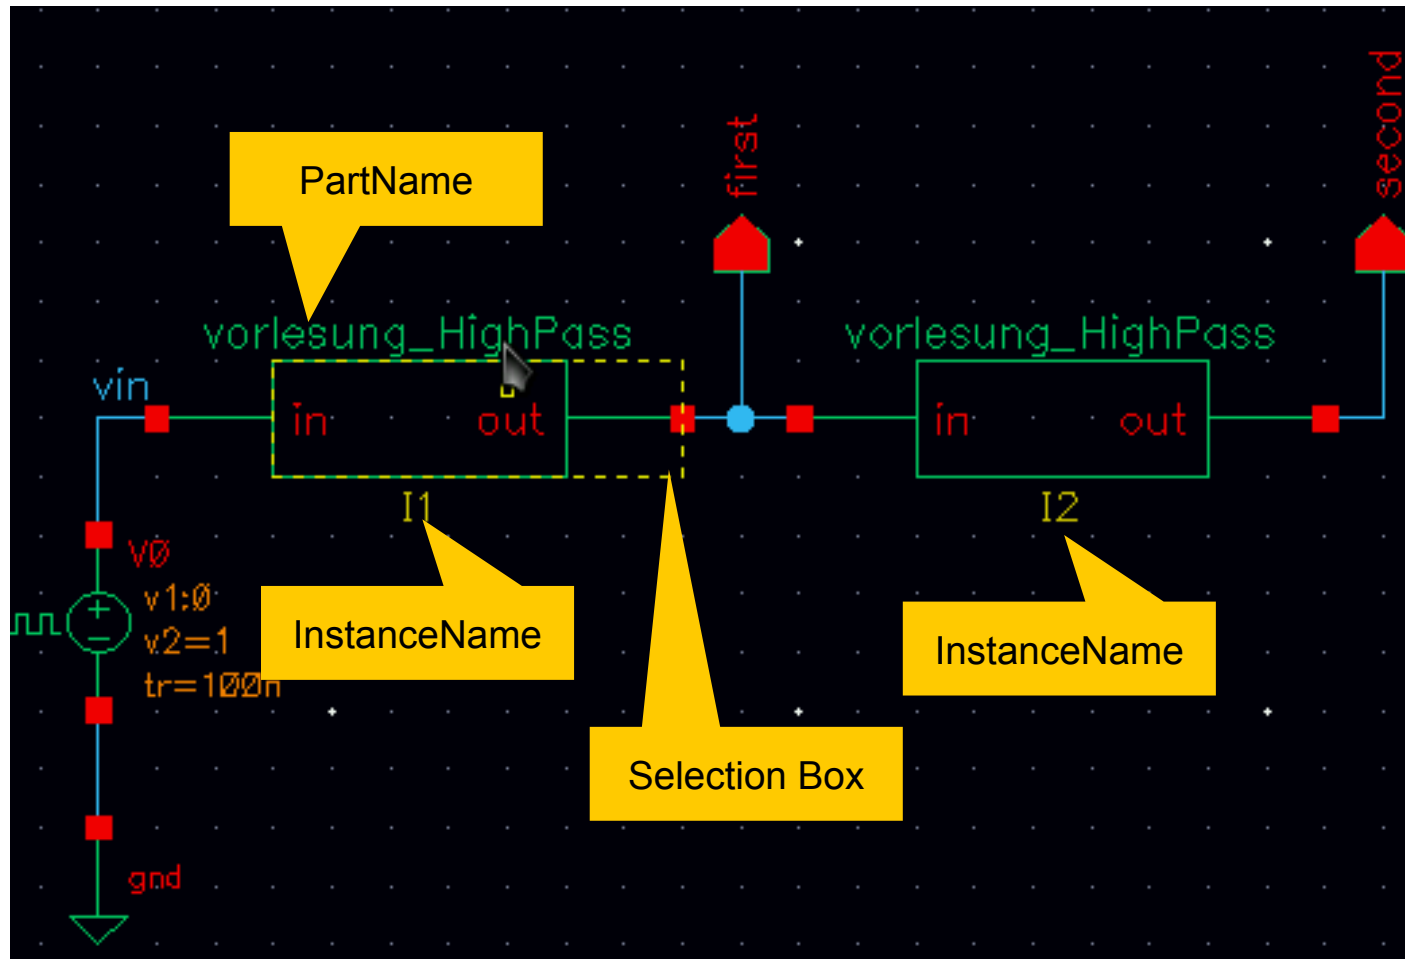 second
first
PartName
vorlesung_HighPass
vorlesung_HighPass
vin
in
out
in
out
I1
I2
V0
v1:0
v2=1
tr=100n
InstanceName
InstanceName
Selection Box
gnd